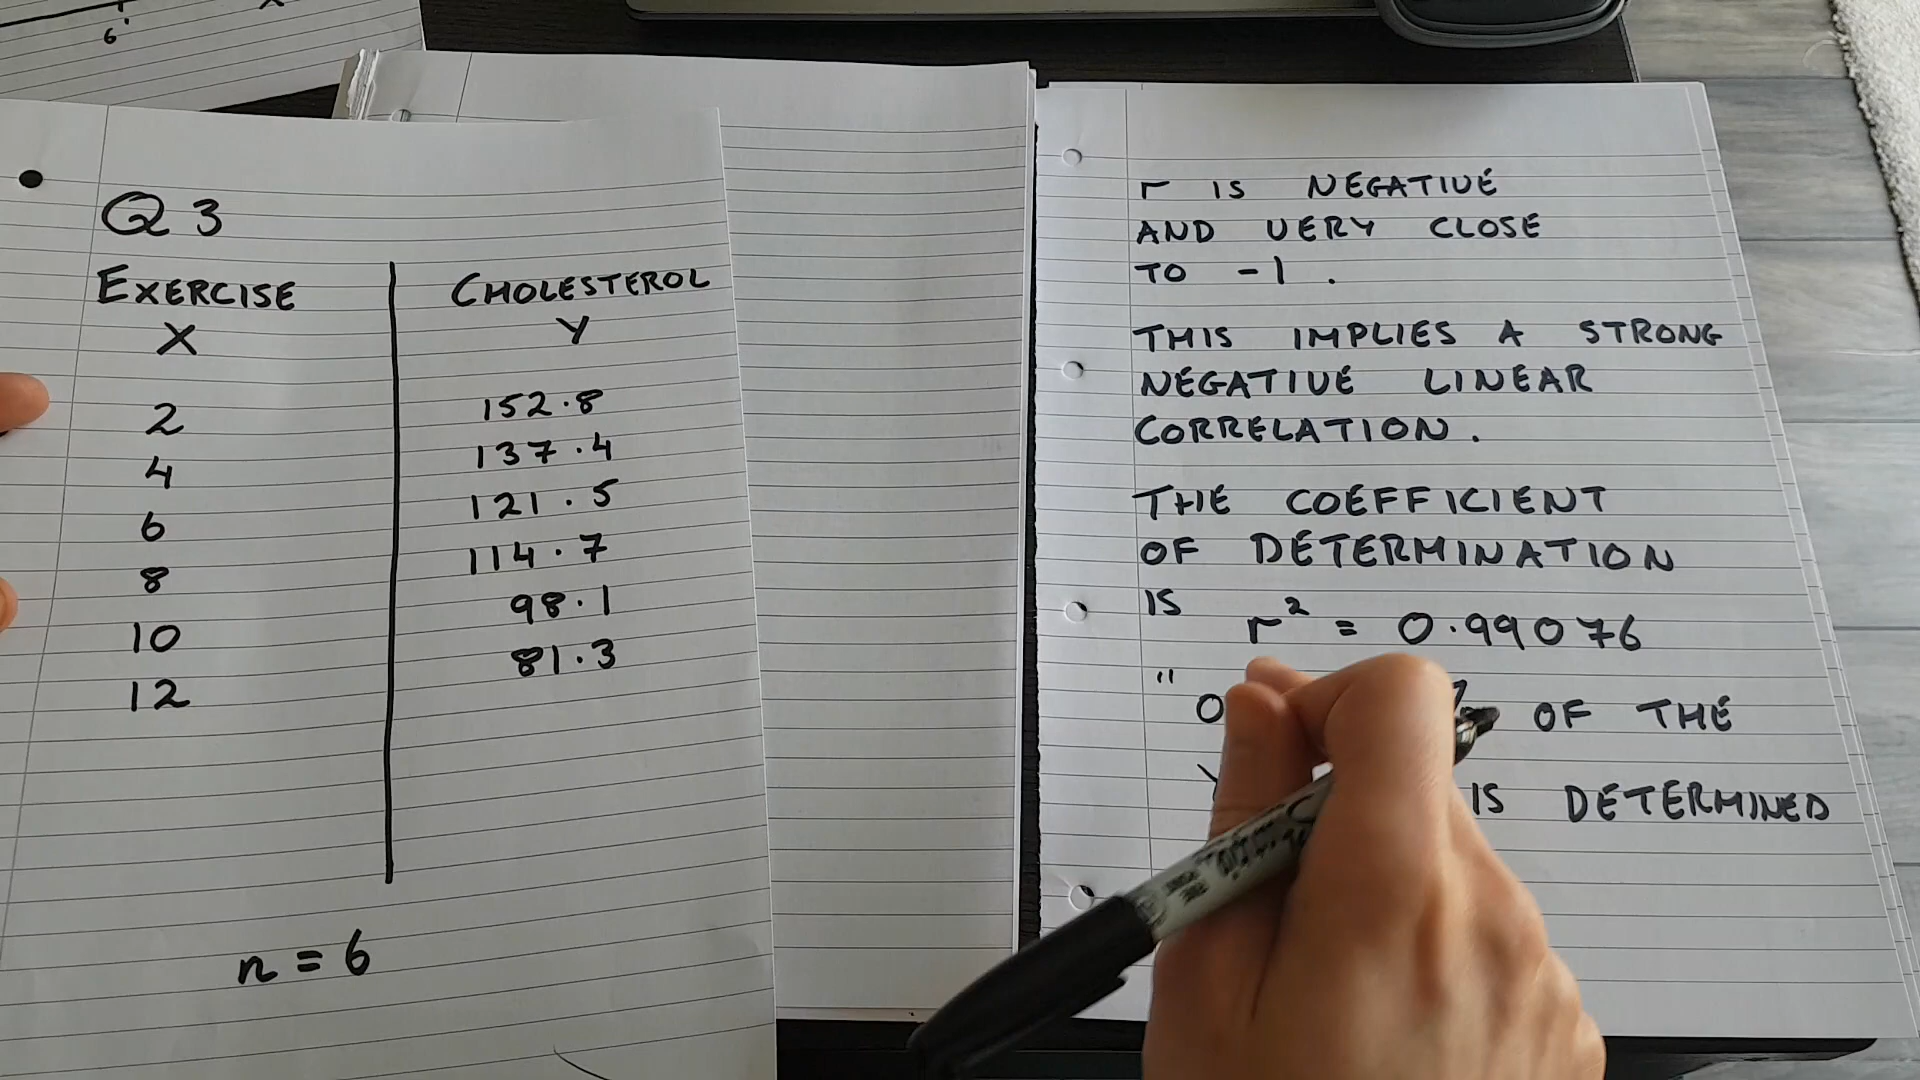 6
Q3
EXERCISE
X
CHOLESTEROL
Y
2
4
6
8
10
12
152.8
137.4
121.5
114.7
98.1
81.3
n = 6
r IS NEGATIVE
AND VERY CLOSE
TO -1.
THIS IMPLIES A STRONG
NEGATIVE LINEAR
CORRELATION.
THE COEFFICIENT
OF DETERMINATION
IS r² = 0.99076
" OF THE
IS DETERMINED